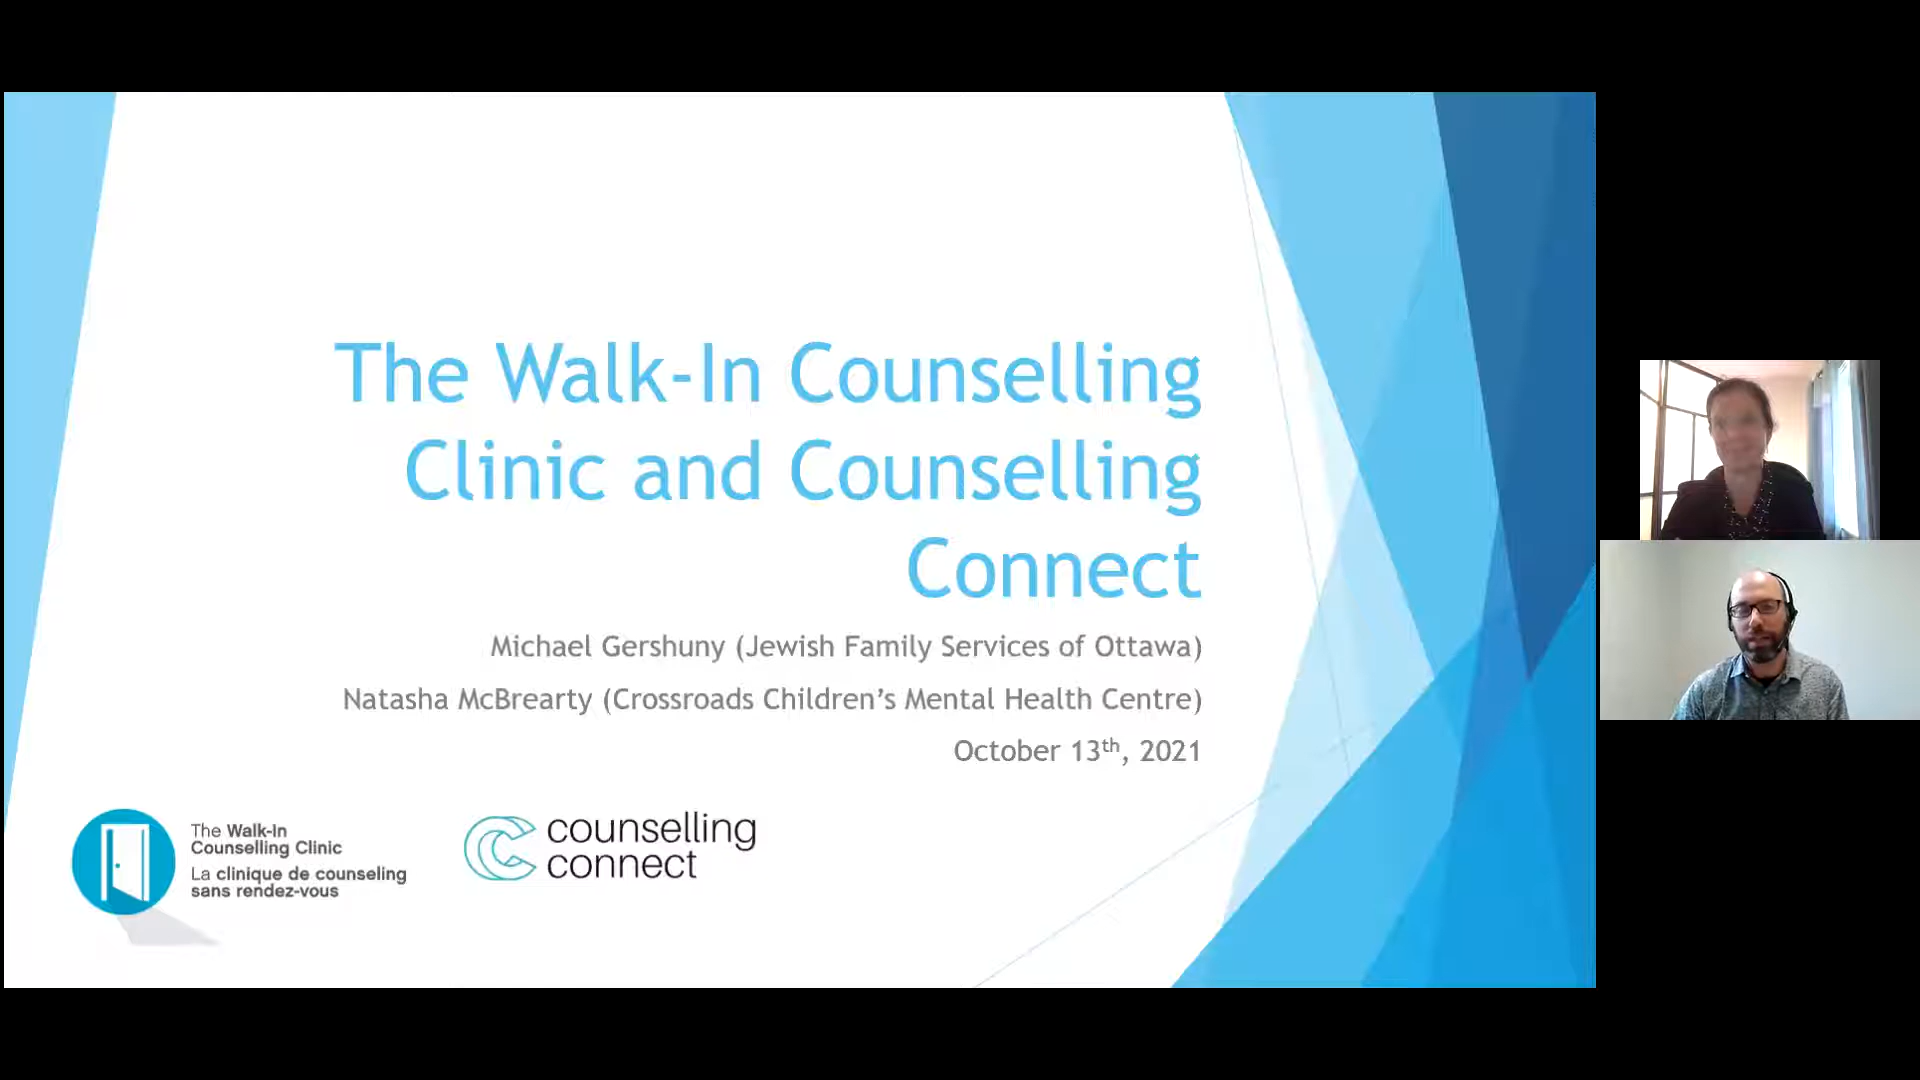 The Walk-In Counselling
Clinic and Counselling
Connect
Michael Gershuny (Jewish Family Services of Ottawa)
Natasha McBrearty (Crossroads Children’s Mental Health Centre)
October 13th, 2021
The Walk-In
Counselling Clinic
La clinique de counseling
sans rendez-vous
counselling
connect